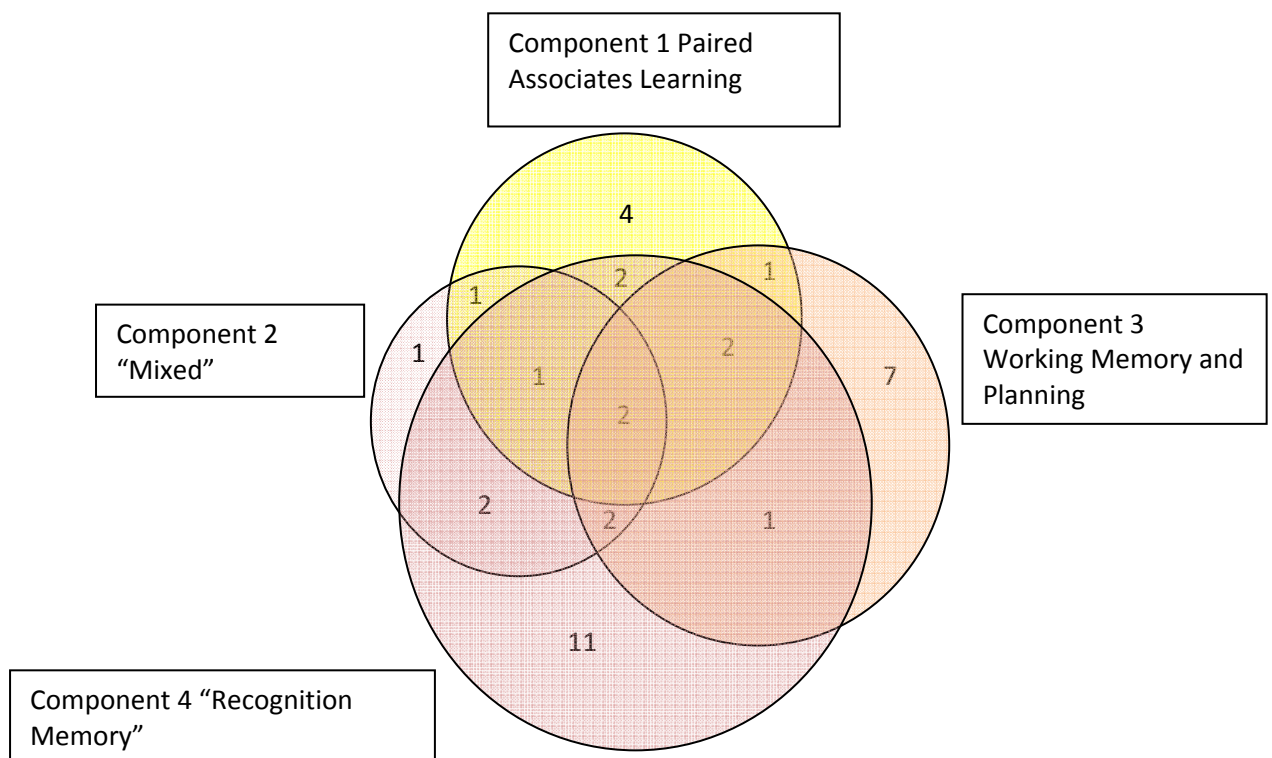 Component 1 Paired
Associates Learning
4
2
1
1
Component 2
“Mixed”
1
1
2
7
Component 3
Working Memory and
Planning
2
2
2
1
11
Component 4 “Recognition
Memory”